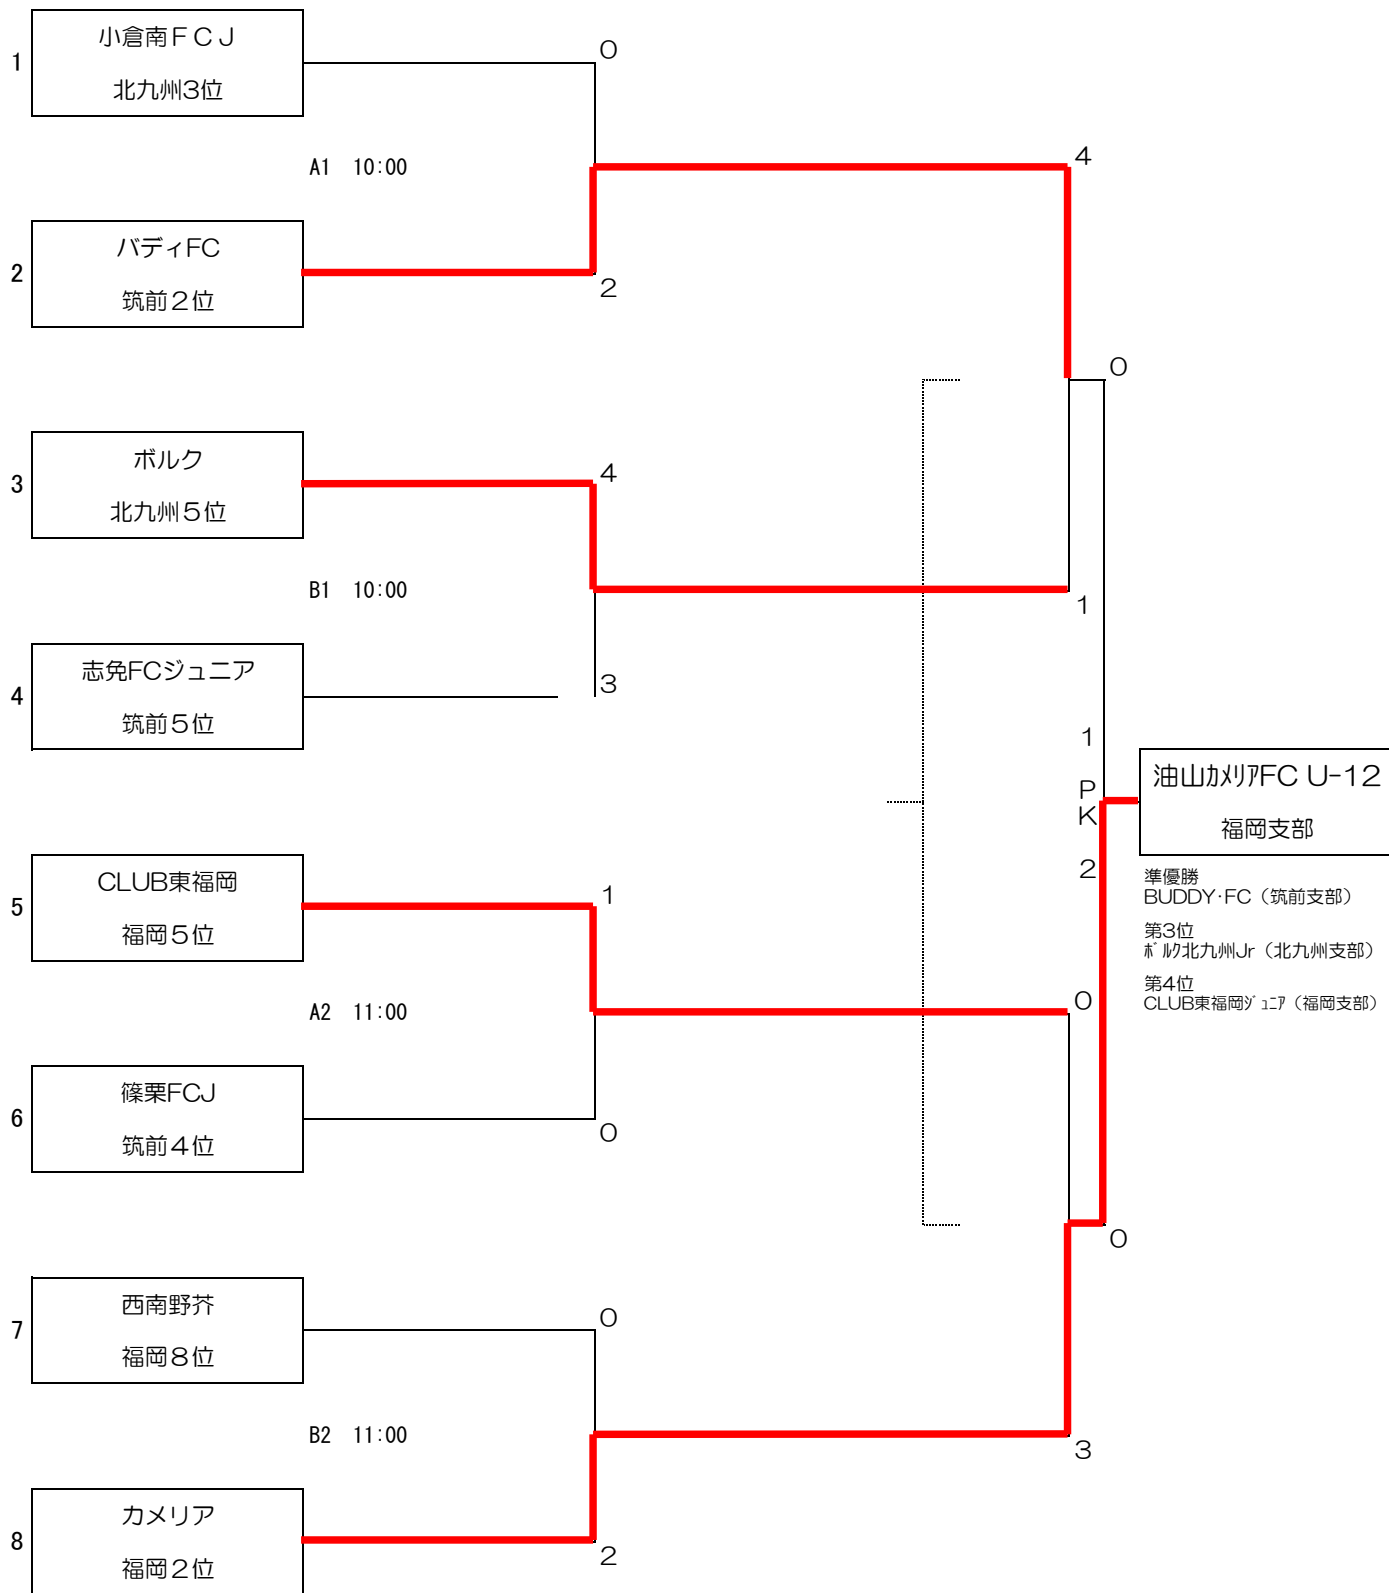 小倉南ＦＣＪ
0
1
北九州3位
4
A1 10:00
バディFC
2
筑前２位
2
0
ボルク
4
3
北九州５位
B1 10:00
1
志免FCジュニア
3
4
筑前５位
1
油山ｶﾒﾘｱFC U-12
P
K
福岡支部
2
準優勝
BUDDY･FC（筑前支部）
第3位
ﾎﾞﾙｸ北九州Jr（北九州支部）
第4位
CLUB東福岡ｼﾞｭﾆｱ（福岡支部）
CLUB東福岡
1
5
福岡５位
0
A2 11:00
篠栗FCJ
6
0
筑前４位
0
西南野芥
0
7
福岡８位
B2 11:00
3
カメリア
8
2
福岡２位